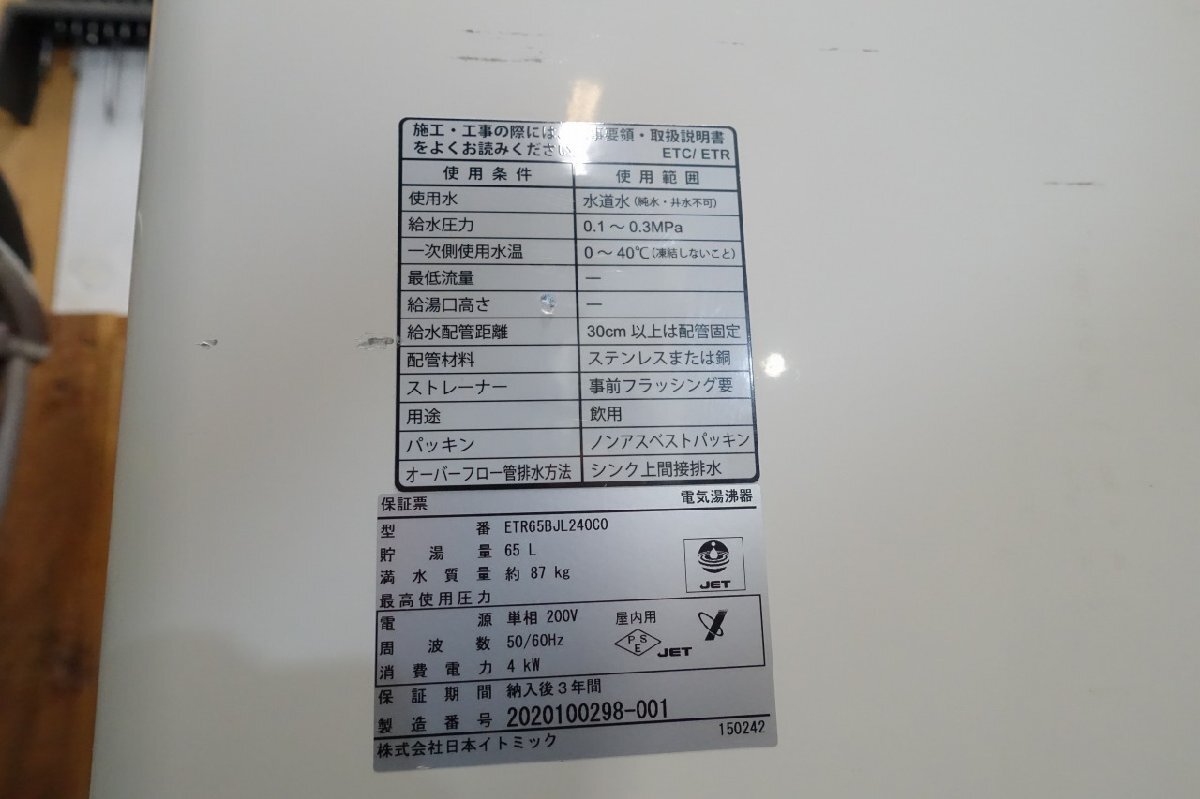 施工・工事の際には、 要領・取扱説明書
をよくお読みください ETC/ETR
使用条件 使用範囲
使用水 水道水(純水・井水不可)
給水圧力 0.1～0.3MPa
一次側使用水温 0～40℃(凍結しないこと)
最低流量 —
給湯口高さ —
給水配管距離 30cm 以上は配管固定
配管材料 ステンレスまたは銅
ストレーナー 事前フラッシング要
用途 飲用
パッキン ノンアスベストパッキン
オーバーフロー管排水方法 シンク上間接排水
保証票 電気湯沸器
型番 ETR65BJL240C0
貯湯量 65 L
満水質量 約 87 kg
JET
最高使用圧力
電源 単相 200V 屋内用
周波数 50/60Hz PSE JET
消費電力 4 kW
保証期間 納入後3年間
製造番号 2020100298-001
株式会社日本イトミック 150242